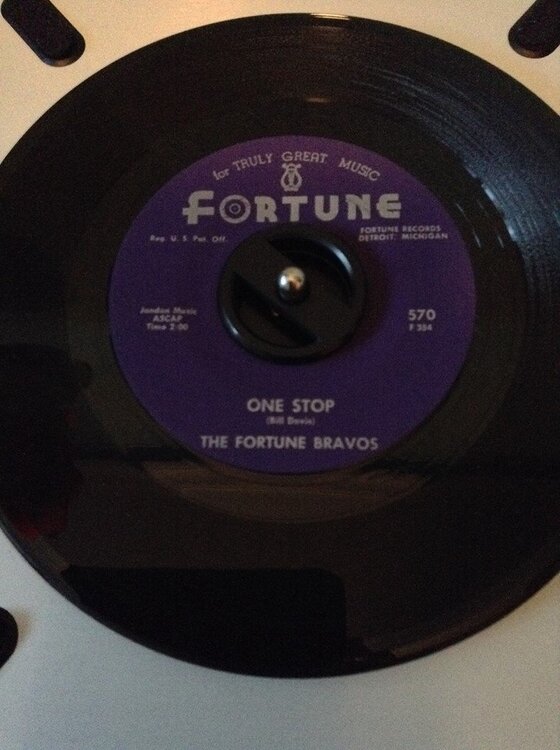 for TRULY GREAT MUSIC
FORTUNE
Reg. U. S. Pat. Off.
FORTUNE RECORDS
DETROIT, MICHIGAN
Jandan Music
ASCAP
Time 2:00
570
F 384
ONE STOP
(Bill Davis)
THE FORTUNE BRAVOS